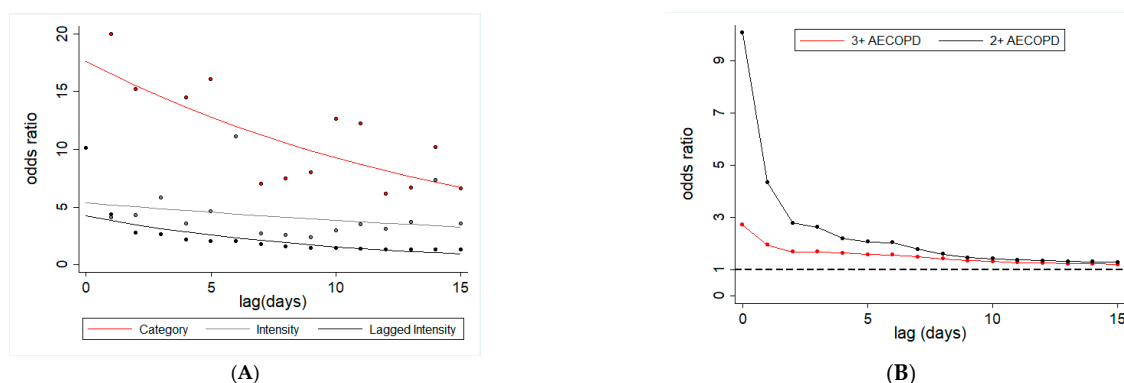 20
15
10
5
0
odds ratio
0 5 10 15
lag(days)
Category Intensity Lagged Intensity
(A)
3+ AECOPD 2+ AECOPD
9
7
5
3
1
0
odds ratio
0 5 10 15
lag (days)
(B)